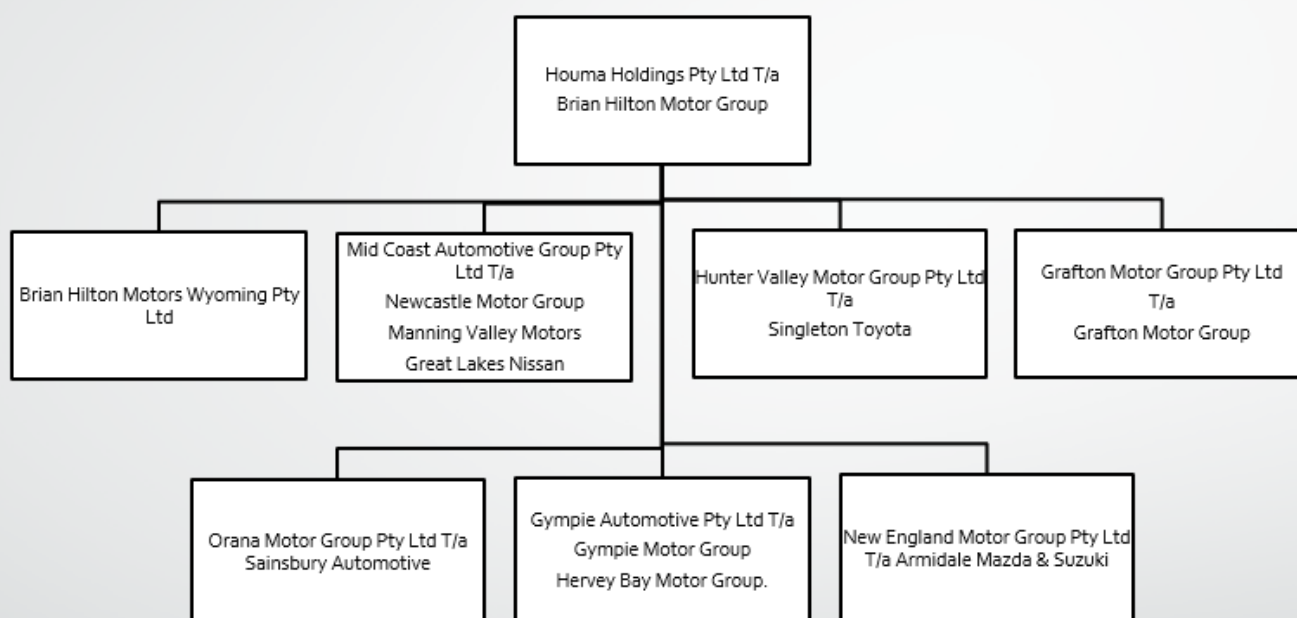 Houma Holdings Pty Ltd T/a
Brian Hilton Motor Group
Brian Hilton Motors Wyoming Pty
Ltd
Mid Coast Automotive Group Pty
Ltd T/a
Newcastle Motor Group
Manning Valley Motors
Great Lakes Nissan
Hunter Valley Motor Group Pty Ltd
T/a
Singleton Toyota
Grafton Motor Group Pty Ltd
T/a
Grafton Motor Group
Orana Motor Group Pty Ltd T/a
Sainsbury Automotive
Gympie Automotive Pty Ltd T/a
Gympie Motor Group
Hervey Bay Motor Group.
New England Motor Group Pty Ltd
T/a Armidale Mazda & Suzuki